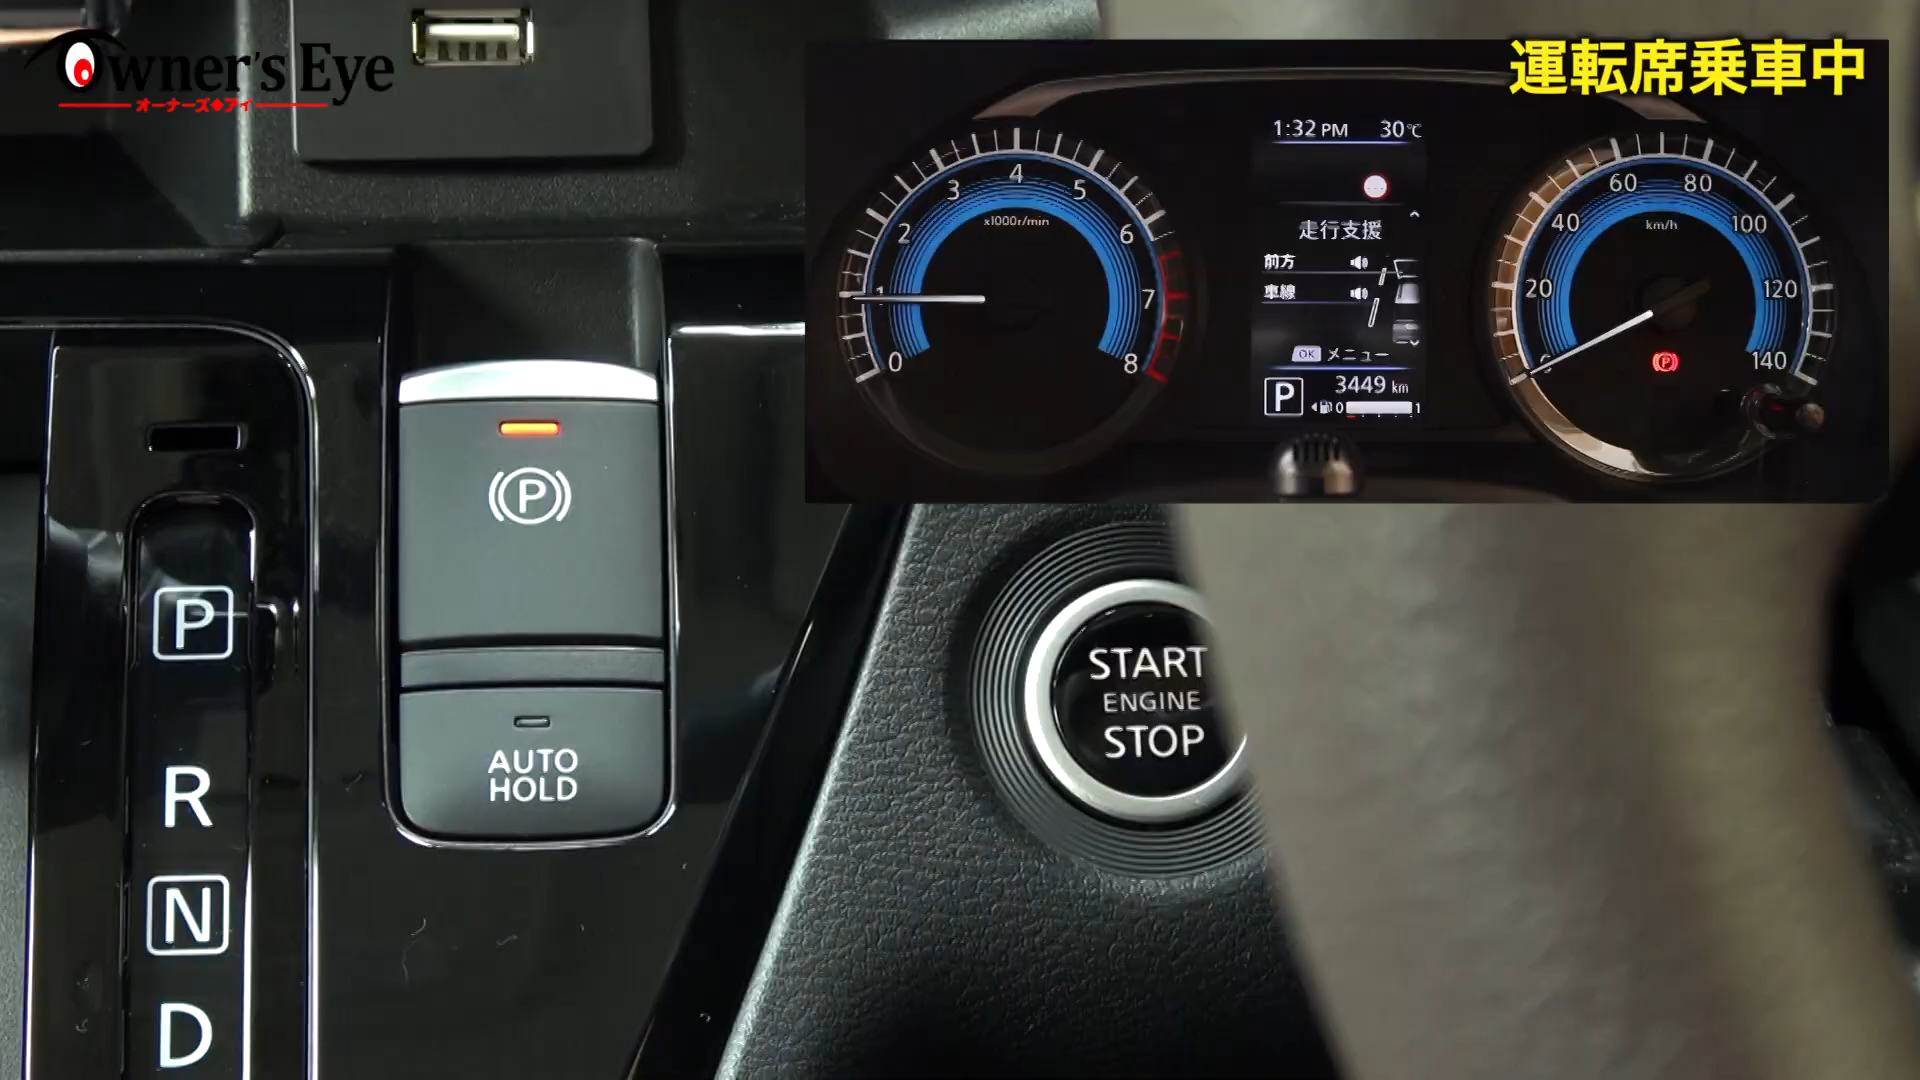 Owner's Eye
オーナーズ◆アイ
運転席乗車中
1:32 PM 30℃
走行支援
前方
車線
OK メニュー
P 3449 km
0 1
0 1 2 3 4 5 6 7 8
x1000r/min
0 20 40 60 80 100 120 140
km/h
P
P
AUTO
HOLD
P
R
N
D
START
ENGINE
STOP